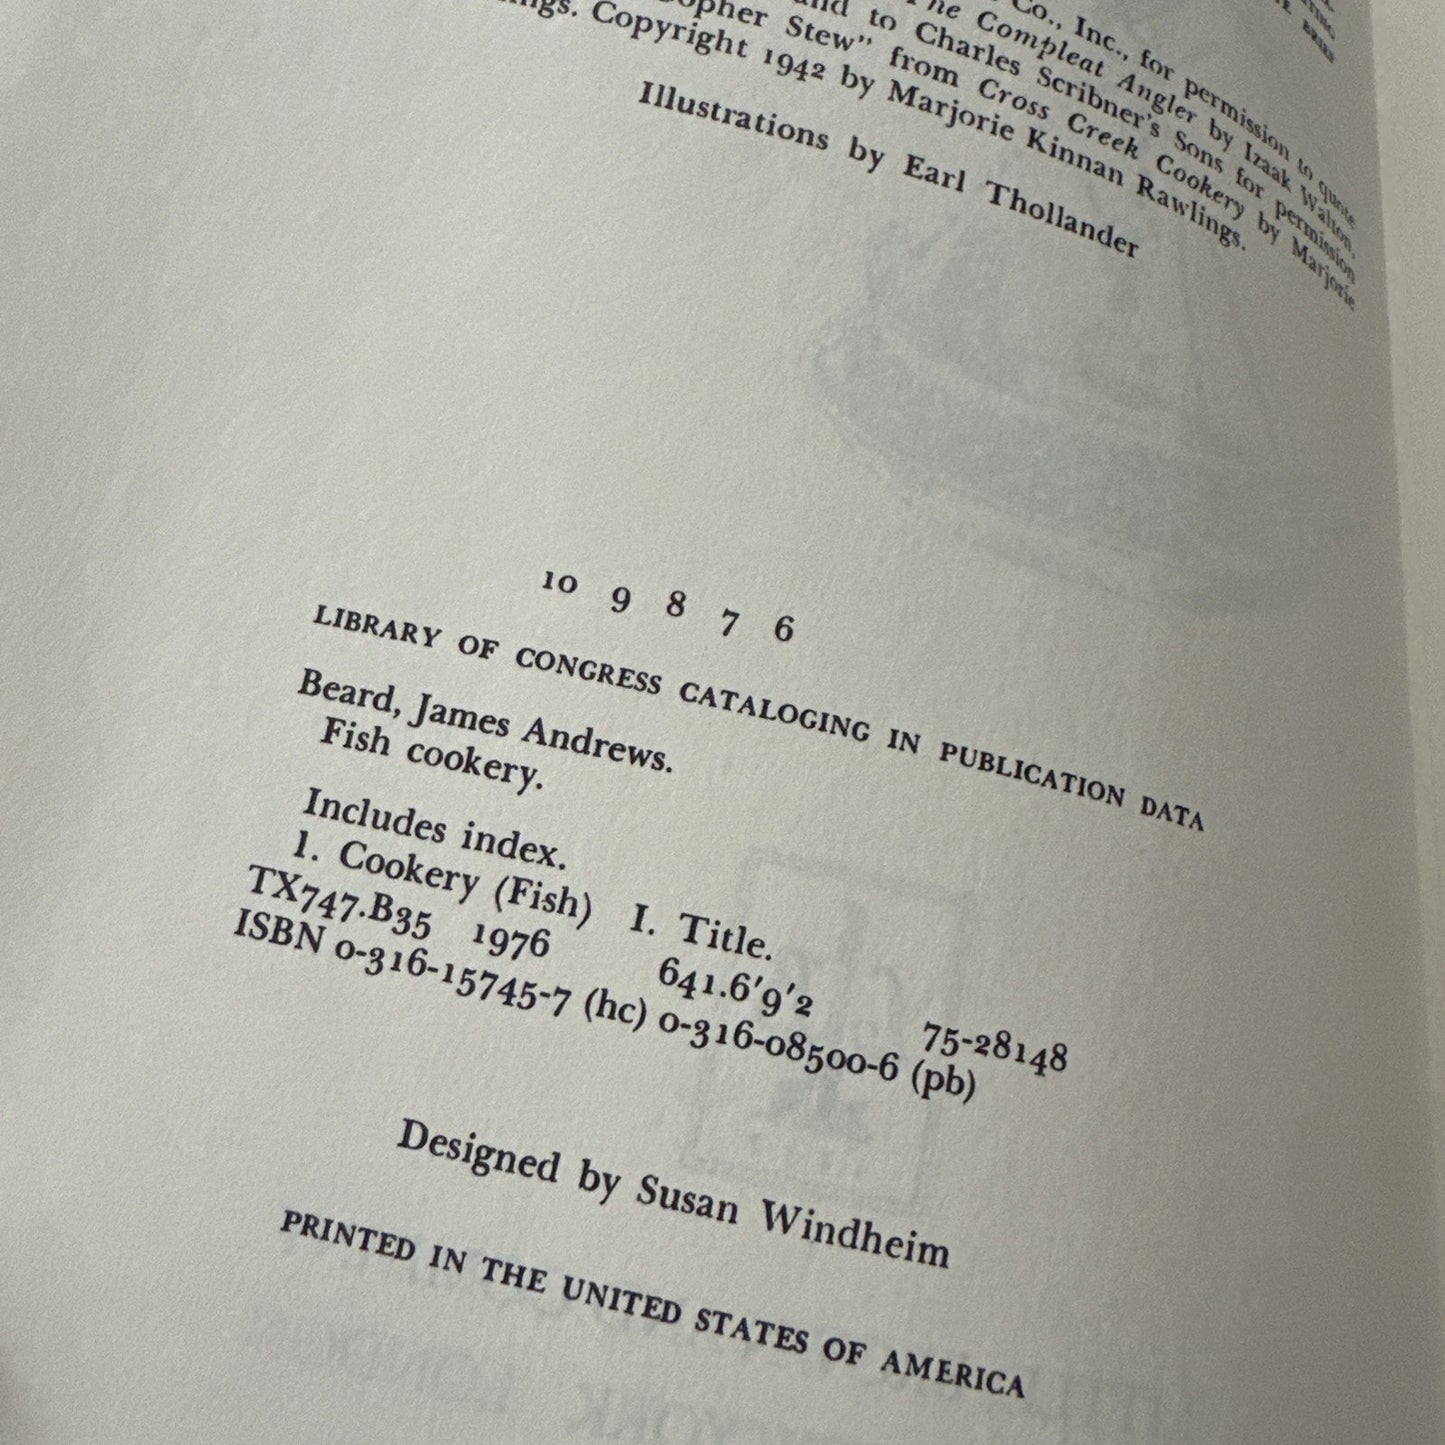 Co., Inc., for permission to quote
The Compleat Angler by Izaak Walton,
and to Charles Scribner's Sons for permission
Stew" from Cross Creek Cookery by Marjorie
Copyright 1942 by Marjorie Kinnan Rawlings.
Illustrations by Earl Thollander
10 9 8 7 6
LIBRARY OF CONGRESS CATALOGING IN PUBLICATION DATA
Beard, James Andrews.
Fish cookery.
Includes index.
1. Cookery (Fish) I. Title.
TX747.B35 1976 641.6'9'2 75-28148
ISBN 0-316-15745-7 (hc) 0-316-08500-6 (pb)
Designed by Susan Windheim
PRINTED IN THE UNITED STATES OF AMERICA